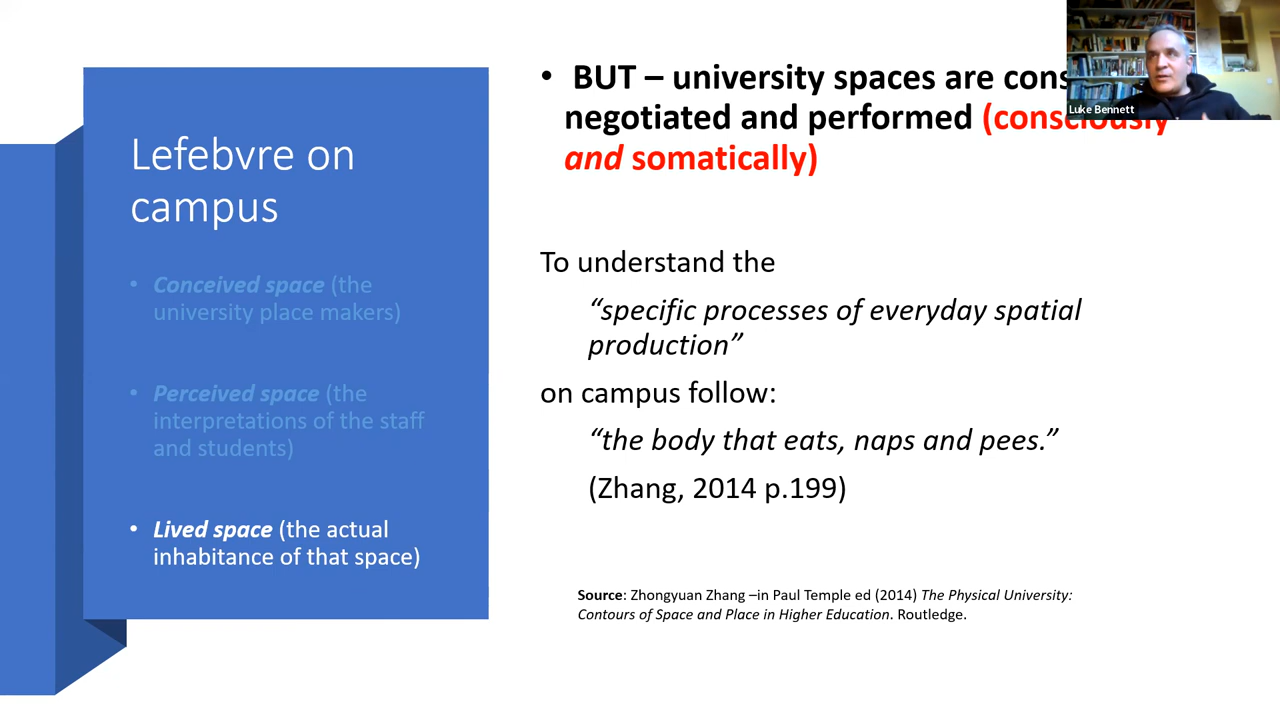 Lefebvre on
campus
• Conceived space (the
university place makers)
• Perceived space (the
interpretations of the staff
and students)
• Lived space (the actual
inhabitance of that space)
• BUT – university spaces are
negotiated and performed (consciously
and somatically)
To understand the
“specific processes of everyday spatial
production”
on campus follow:
“the body that eats, naps and pees.”
(Zhang, 2014 p.199)
Source: Zhongyuan Zhang –in Paul Temple ed (2014) The Physical University:
Contours of Space and Place in Higher Education. Routledge.
Luke Bennett